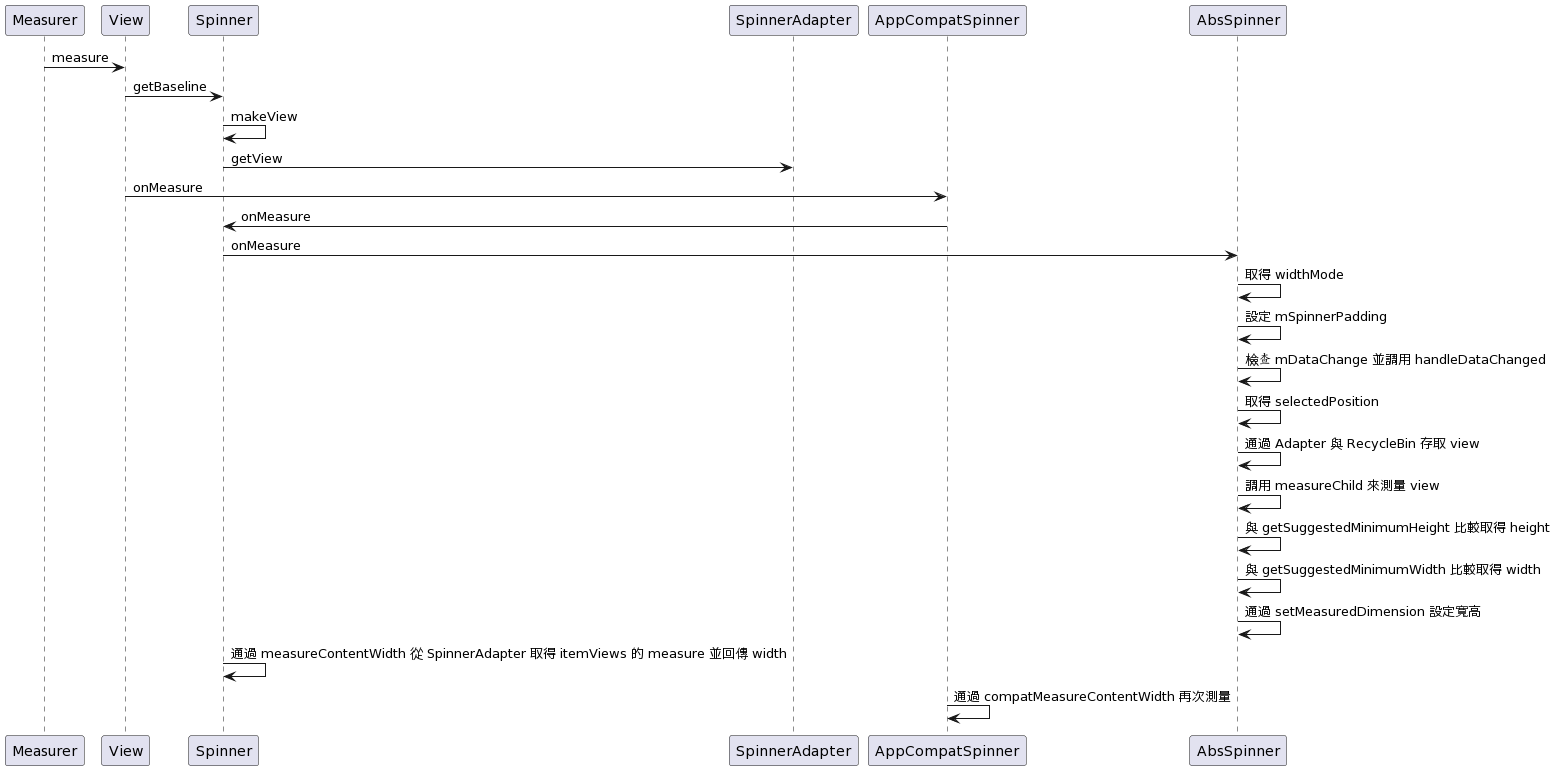 Measurer View Spinner SpinnerAdapter AppCompatSpinner AbsSpinner
measure
getBaseline
makeView
getView
onMeasure
onMeasure
onMeasure
取得 widthMode
設定 mSpinnerPadding
檢查 mDataChange 並調用 handleDataChanged
取得 selectedPosition
通過 Adapter 與 RecycleBin 存取 view
調用 measureChild 來測量 view
與 getSuggestedMinimumHeight 比較取得 height
與 getSuggestedMinimumWidth 比較取得 width
通過 setMeasuredDimension 設定寬高
通過 measureContentWidth 從 SpinnerAdapter 取得 itemViews 的 measure 並回傳 width
通過 compatMeasureContentWidth 再次測量
Measurer View Spinner SpinnerAdapter AppCompatSpinner AbsSpinner